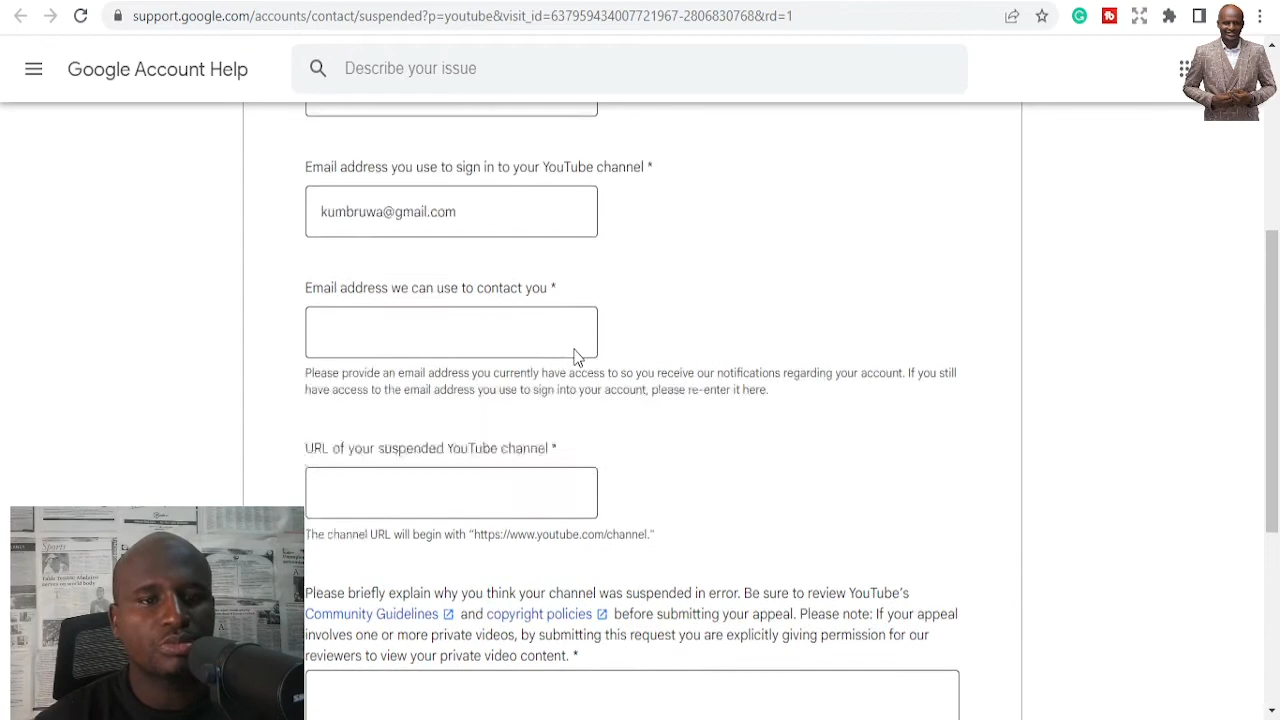 support.google.com/accounts/contact/suspended?p=youtube&visit_id=637959434007721967-2806830768&rd=1
Google Account Help
Describe your issue
Email address you use to sign in to your YouTube channel *
kumbruwa@gmail.com
Email address we can use to contact you *
Please provide an email address you currently have access to so you receive our notifications regarding your account. If you still
have access to the email address you use to sign into your account, please re-enter it here.
URL of your suspended YouTube channel *
The channel URL will begin with "https://www.youtube.com/channel."
Please briefly explain why you think your channel was suspended in error. Be sure to review YouTube's
Community Guidelines and copyright policies before submitting your appeal. Please note: If your appeal
involves one or more private videos, by submitting this request you are explicitly giving permission for our
reviewers to view your private video content. *
Sports